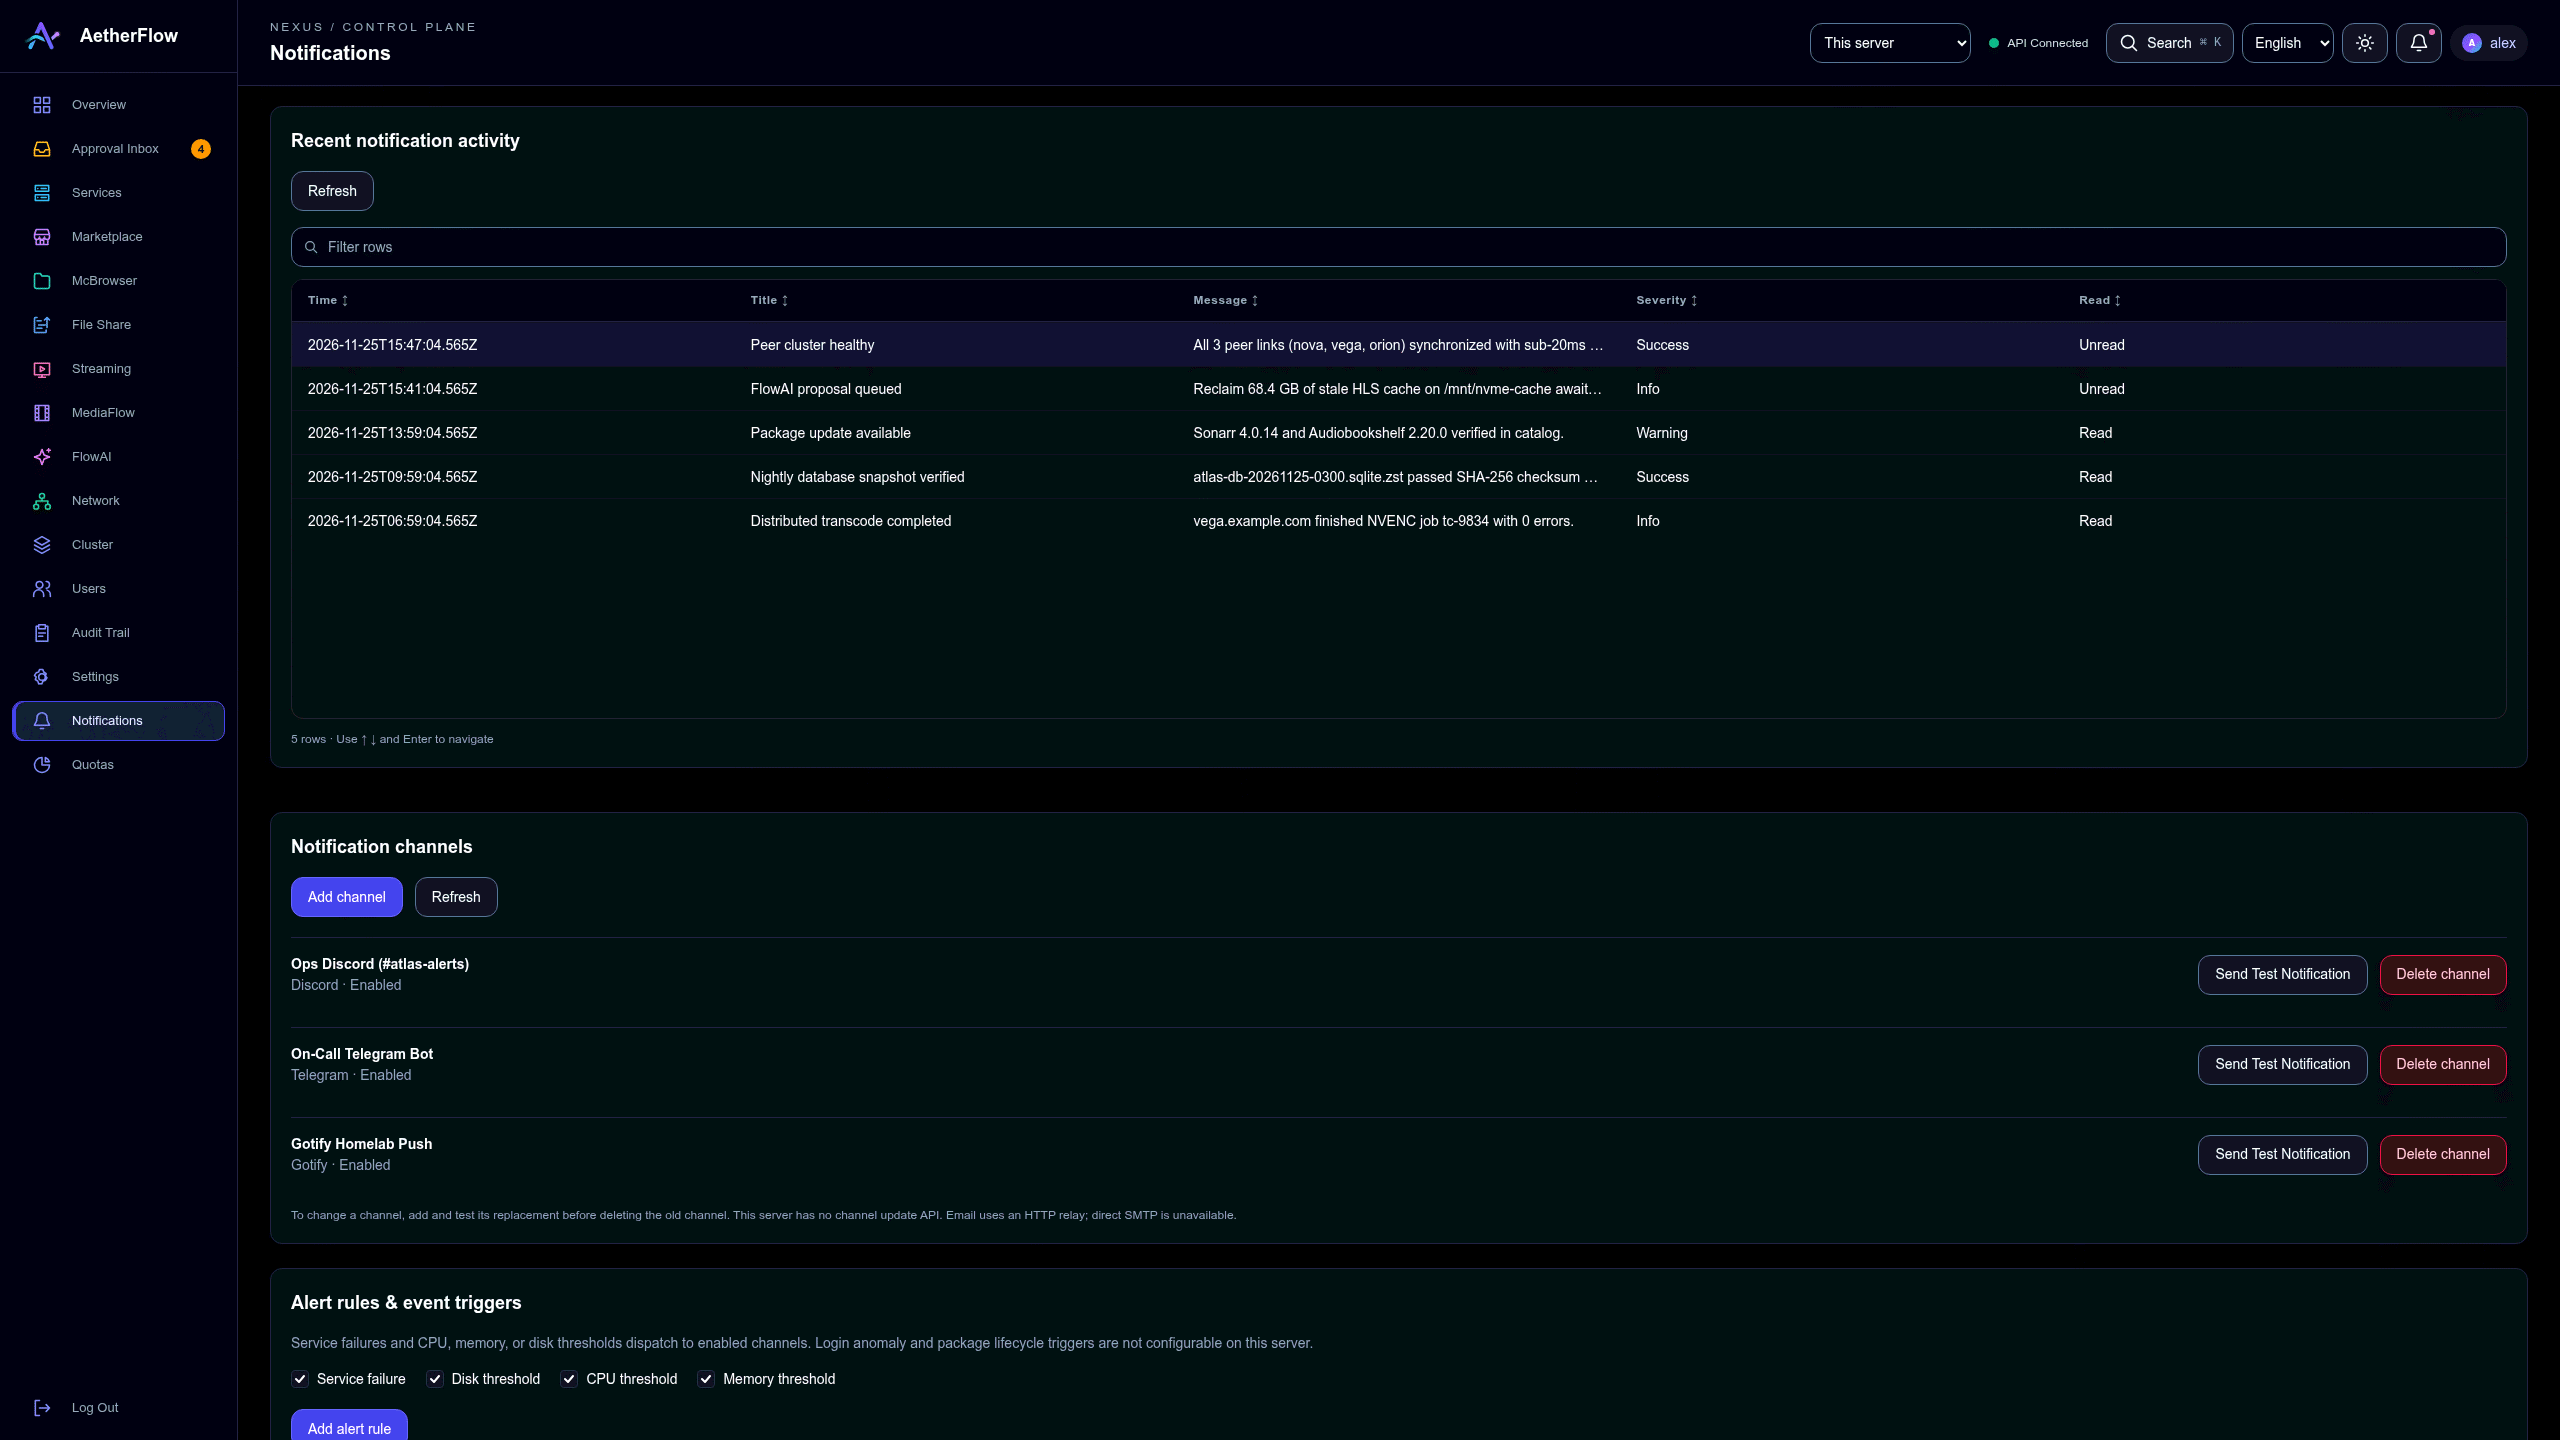 AetherFlow
NEXUS / CONTROL PLANE
Notifications
This server
API Connected
Search ⌘ K
English
A alex
Overview
Approval Inbox 4
Services
Marketplace
McBrowser
File Share
Streaming
MediaFlow
FlowAI
Network
Cluster
Users
Audit Trail
Settings
Notifications
Quotas
Log Out
Recent notification activity
Refresh
Filter rows
Time ↕ Title ↕ Message ↕ Severity ↕ Read ↕
2026-11-25T15:47:04.565Z Peer cluster healthy All 3 peer links (nova, vega, orion) synchronized with sub-20ms … Success Unread
2026-11-25T15:41:04.565Z FlowAI proposal queued Reclaim 68.4 GB of stale HLS cache on /mnt/nvme-cache await… Info Unread
2026-11-25T13:59:04.565Z Package update available Sonarr 4.0.14 and Audiobookshelf 2.20.0 verified in catalog. Warning Read
2026-11-25T09:59:04.565Z Nightly database snapshot verified atlas-db-20261125-0300.sqlite.zst passed SHA-256 checksum … Success Read
2026-11-25T06:59:04.565Z Distributed transcode completed vega.example.com finished NVENC job tc-9834 with 0 errors. Info Read
5 rows · Use ↑ ↓ and Enter to navigate
Notification channels
Add channel Refresh
Ops Discord (#atlas-alerts)
Discord · Enabled
Send Test Notification Delete channel
On-Call Telegram Bot
Telegram · Enabled
Send Test Notification Delete channel
Gotify Homelab Push
Gotify · Enabled
Send Test Notification Delete channel
To change a channel, add and test its replacement before deleting the old channel. This server has no channel update API. Email uses an HTTP relay; direct SMTP is unavailable.
Alert rules & event triggers
Service failures and CPU, memory, or disk thresholds dispatch to enabled channels. Login anomaly and package lifecycle triggers are not configurable on this server.
Service failure Disk threshold CPU threshold Memory threshold
Add alert rule